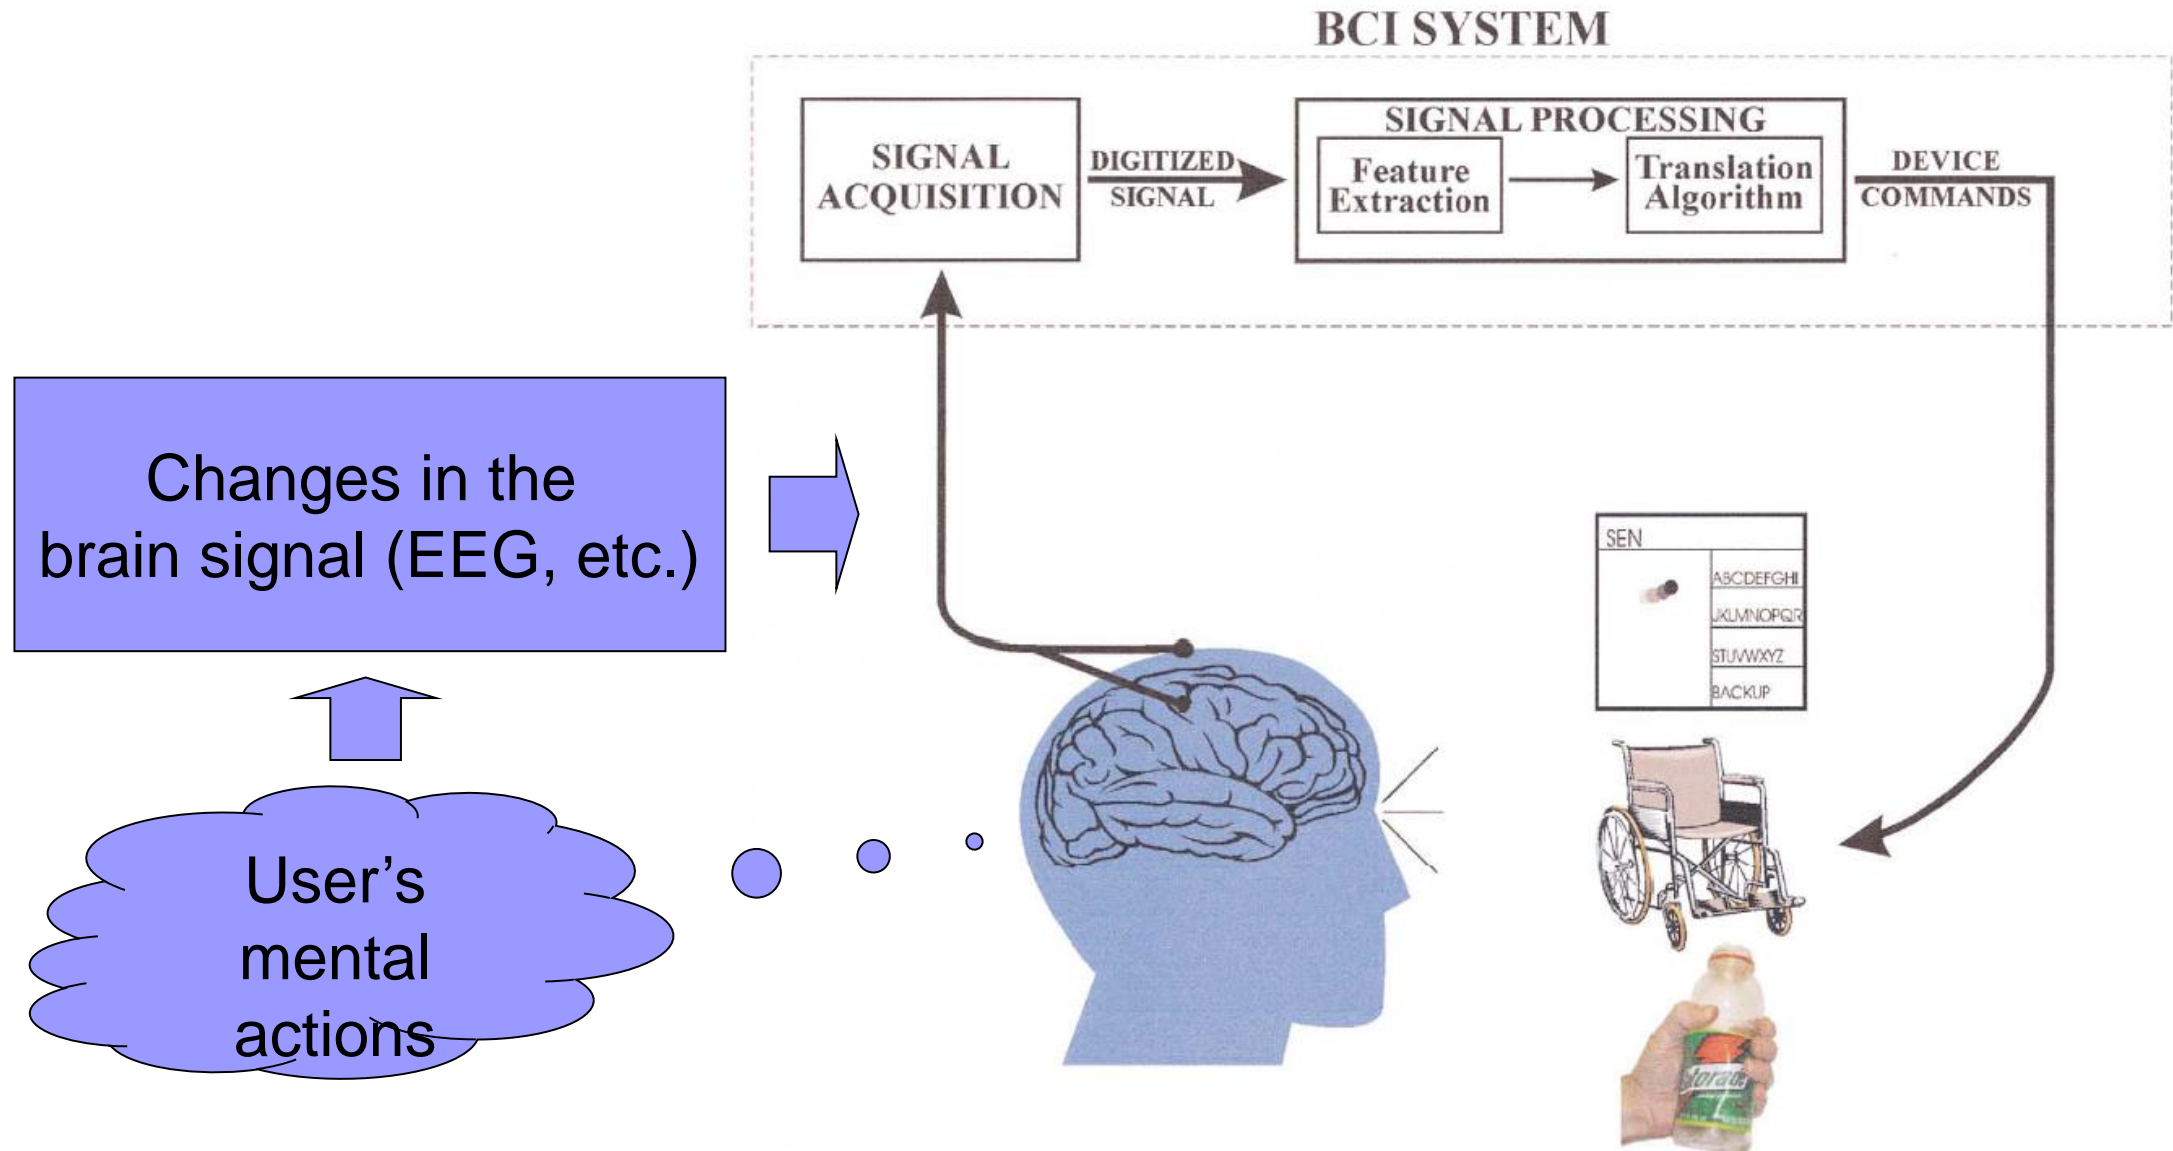 BCI SYSTEM
SIGNAL
ACQUISITION
DIGITIZED
SIGNAL
SIGNAL PROCESSING
Feature
Extraction
Translation
Algorithm
DEVICE
COMMANDS
Changes in the
brain signal (EEG, etc.)
User’s
mental
actions
SEN
ABCDEFGHI
JKLMNOPQR
STUVWXYZ
BACKUP